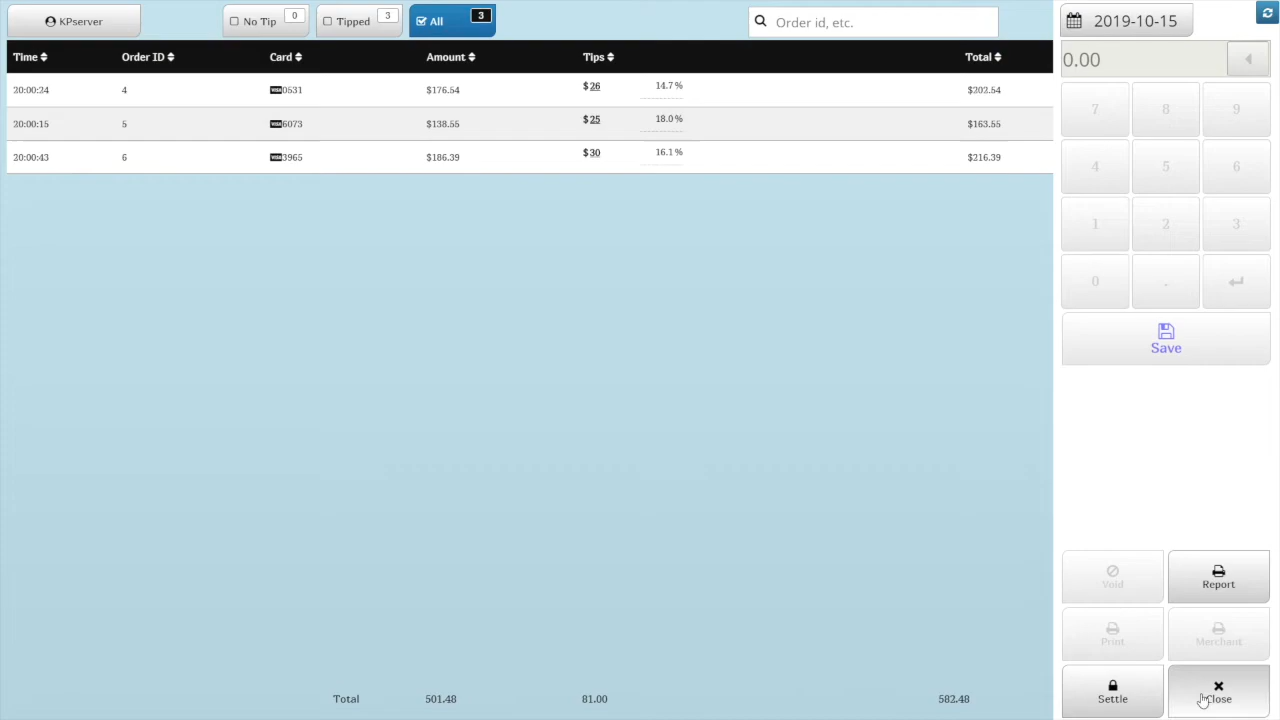 KPserver
No Tip 0
Tipped 3
All 3
Order id, etc.
2019-10-15
Time Order ID Card Amount Tips Total
20:00:24 4 VISA 0531 $176.54 $26 14.7 % $202.54
20:00:15 5 VISA 6073 $138.55 $25 18.0 % $163.55
20:00:43 6 VISA 3965 $186.39 $30 16.1 % $216.39
Total 501.48 81.00 582.48
0.00
7 8 9
4 5 6
1 2 3
0 .
Save
Void Report
Print Merchant
Settle Close